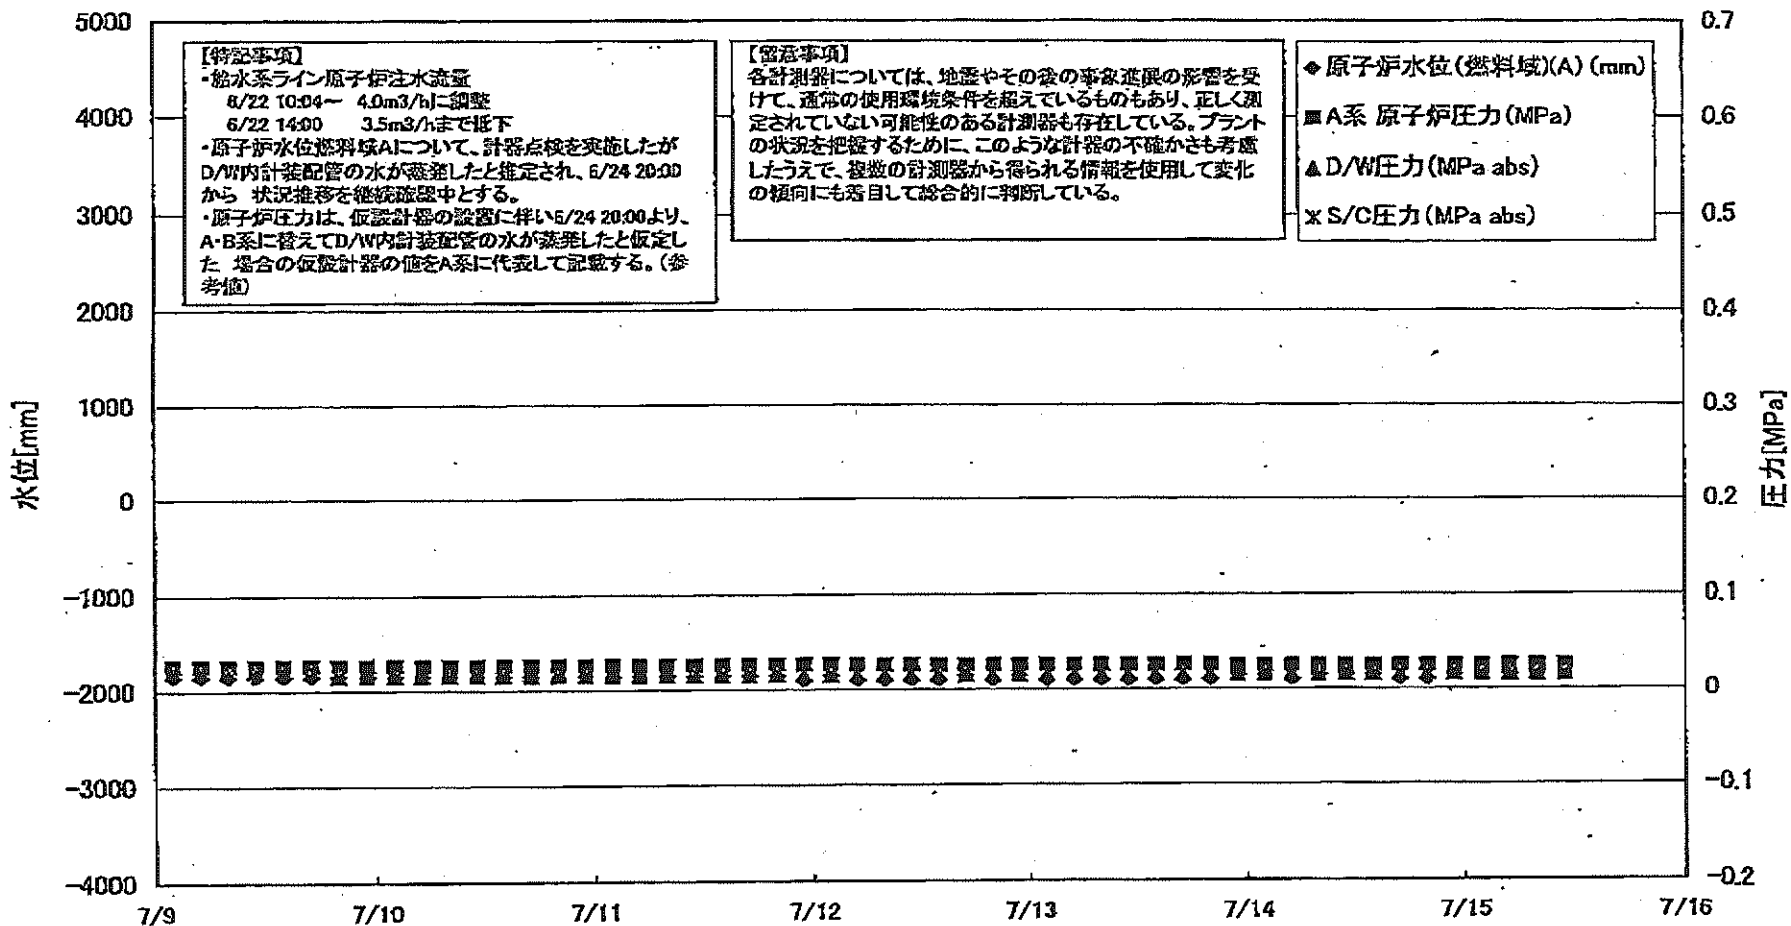 5000
4000
3000
2000
1000
0
-1000
-2000
-3000
-4000
水位[mm]
【特記事項】
・給水系ライン原子炉注水流量
6/22 10:04～ 4.0m3/hに調整
6/22 14:00 3.5m3/hまで低下
・原子炉水位燃料域Aについて、計器点検を実施したが
D/W内計装配管の水が蒸発したと推定され、6/24 20:00
から 状況推移を継続確認中とする。
・原子炉圧力は、仮設計器の設置に伴い6/24 20:00より、
A・B系に替えてD/W内計装配管の水が蒸発したと仮定し
た 場合の仮設計器の値をA系に代表して記載する。(参
考値)
【留意事項】
各計測器については、地震やその後の事象進展の影響を受
けて、通常の使用環境条件を超えているものもあり、正しく測
定されていない可能性のある計測器も存在している。プラント
の状況を把握するために、このような計器の不確かさも考慮
したうえで、複数の計測器から得られる情報を使用して変化
の傾向にも着目して総合的に判断している。
原子炉水位(燃料域)(A)(mm)
A系 原子炉圧力(MPa)
D/W圧力(MPa abs)
S/C圧力(MPa abs)
0.7
0.6
0.5
0.4
0.3
0.2
0.1
0
-0.1
-0.2
圧力[MPa]
7/9
7/10
7/11
7/12
7/13
7/14
7/15
7/16